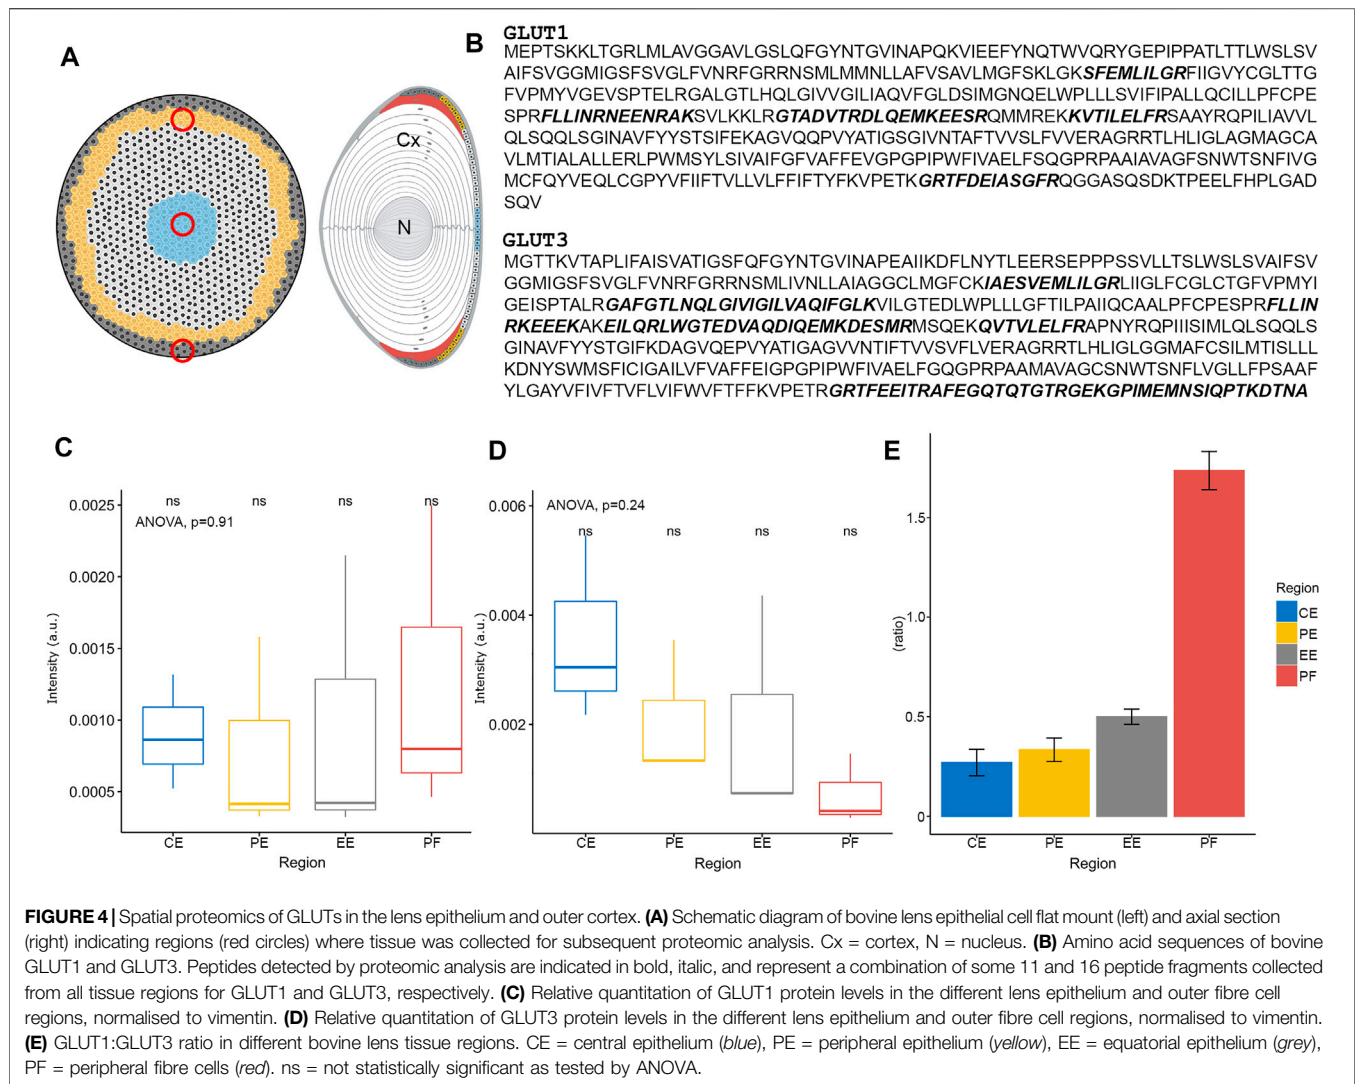 A
Cx
N
B
GLUT1
MEPTSKKLTGRLMLAVGGAVLGSLQFGYNTGVINAPQKVIEEFYNQTWVQRYGEPIPPATLTTLWSLSV
AIFSVGGMIGSFSVGLFVNRFGRRNSMLMMNLLAFVSAVLMGFSKLGKSFEMLILGRFIIGVYCGLTTG
FVPMYVGEVSPTELRGALGTLHQLGIVVGILIAQVFGLDSIMGNQELWPLLLSVIFIPALLQCILLPFCPE
SPRFLLINRNEENRAKSVLKKLRGTADVTRDLQEMKEESRQMMREKKVTILELFRSAAYRQPILIAVVL
QLSQQLSGINAVFYYSTSIFEKAGVQQPVYATIGSGIVNTAFTVVSLFVVERAGRRTLHLIGLAGMAGCA
VLMTIALALLERLPWMSYLSIVAIFGFVAFFEVGPGPIPWFIVAELFSQGPRPAAIAVAGFSNWTSNFIVG
MCFQYVEQLCGPYVFIIFTVLLVLFFIFTYFKVPETKGRTFDEIASGFRQGGASQSDKTPEELFHPLGAD
SQV
GLUT3
MGTTKVTAPLIFAISVATIGSFQFGYNTGVINAPEAIIKDFLNYTLEERSEPPPSSVLLTSLWSLSVAIFSV
GGMIGSFSVGLFVNRFGRRNSMLIVNLLAIAGGCLMGFCKIAESVEMLILGRLIIGLFCGLCTGFVPMYI
GEISPTALRGAFGTLNQLGIVIGILVAQIFGLKVILGTEDLWPLLLGFTILPAIIQCAALPFCPESPRFLLIN
RKEEEKAKEILQRLWGTEDVAQDIQEMKDESMRMSQEKQVTVLELFRAPNYRQPIIISIMLQLSQQLS
GINAVFYYSTGIFKDAGVQEPVYATIGAGVVNTIFTVVSVFLVERAGRRTLHLIGLGGMAFCSILMTISLLL
KDNYSWMSFICIGAILVFVAFFEIGPGPIPWFIVAELFGQGPRPAAMAVAGCSNWTSNFLVGLLFPSAAF
YLGAYVFIVFTVFLVIFWVFTFFKVPETRGRTFEEITRAFEGQTQTGTRGEKGPIMEMNSIQPTKDTNA
C
0.0025
0.0020
0.0015
0.0010
0.0005
Intensity (a.u.)
ns ns ns ns
ANOVA, p=0.91
CE PE EE PF
Region
D
0.006
0.004
0.002
Intensity (a.u.)
ANOVA, p=0.24
ns ns ns ns
CE PE EE PF
Region
E
1.5
1.0
0.5
0
(ratio)
CE PE EE PF
Region
Region
CE
PE
EE
PF
FIGURE 4 | Spatial proteomics of GLUTs in the lens epithelium and outer cortex. (A) Schematic diagram of bovine lens epithelial cell flat mount (left) and axial section
(right) indicating regions (red circles) where tissue was collected for subsequent proteomic analysis. Cx = cortex, N = nucleus. (B) Amino acid sequences of bovine
GLUT1 and GLUT3. Peptides detected by proteomic analysis are indicated in bold, italic, and represent a combination of some 11 and 16 peptide fragments collected
from all tissue regions for GLUT1 and GLUT3, respectively. (C) Relative quantitation of GLUT1 protein levels in the different lens epithelium and outer fibre cell
regions, normalised to vimentin. (D) Relative quantitation of GLUT3 protein levels in the different lens epithelium and outer fibre cell regions, normalised to vimentin.
(E) GLUT1:GLUT3 ratio in different bovine lens tissue regions. CE = central epithelium (blue), PE = peripheral epithelium (yellow), EE = equatorial epithelium (grey),
PF = peripheral fibre cells (red). ns = not statistically significant as tested by ANOVA.